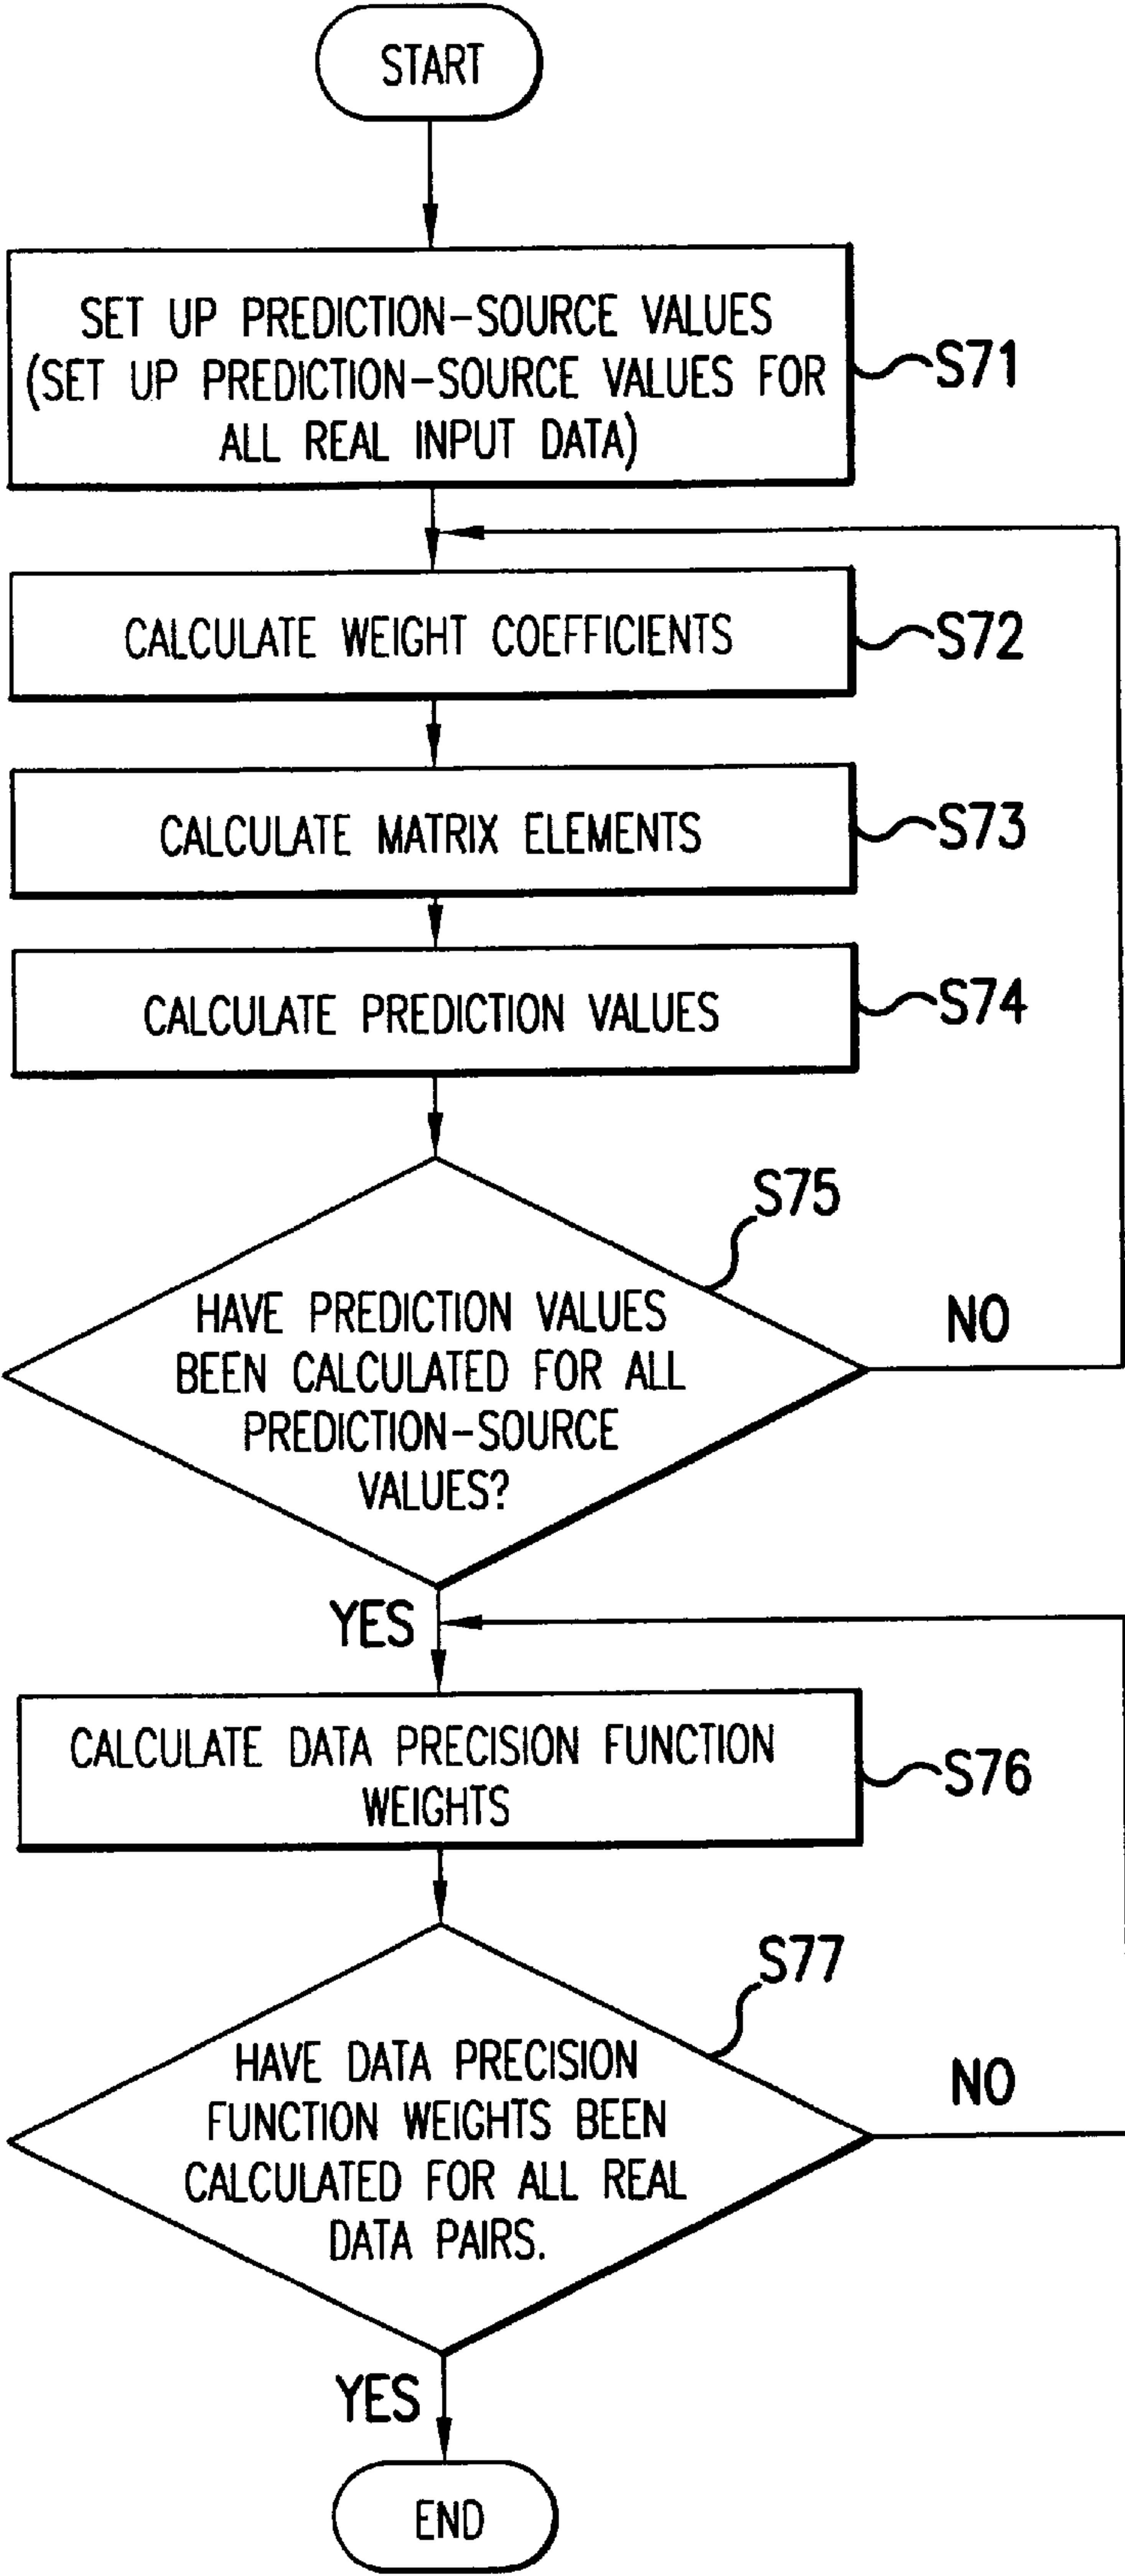 START
SET UP PREDICTION-SOURCE VALUES
(SET UP PREDICTION-SOURCE VALUES FOR
ALL REAL INPUT DATA)
S71
CALCULATE WEIGHT COEFFICIENTS
S72
CALCULATE MATRIX ELEMENTS
S73
CALCULATE PREDICTION VALUES
S74
S75
HAVE PREDICTION VALUES
BEEN CALCULATED FOR ALL
PREDICTION-SOURCE
VALUES?
NO
YES
CALCULATE DATA PRECISION FUNCTION
WEIGHTS
S76
S77
HAVE DATA PRECISION
FUNCTION WEIGHTS BEEN
CALCULATED FOR ALL REAL
DATA PAIRS.
NO
YES
END